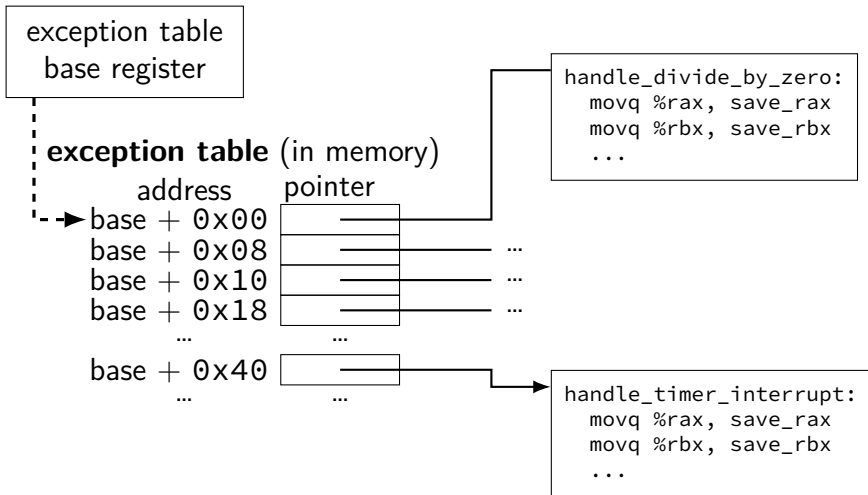 exception table
base register
exception table (in memory)
address pointer
base + 0x00
base + 0x08 ...
base + 0x10 ...
base + 0x18 ...
... ...
base + 0x40
... ...
handle_divide_by_zero:
movq %rax, save_rax
movq %rbx, save_rbx
...
handle_timer_interrupt:
movq %rax, save_rax
movq %rbx, save_rbx
...